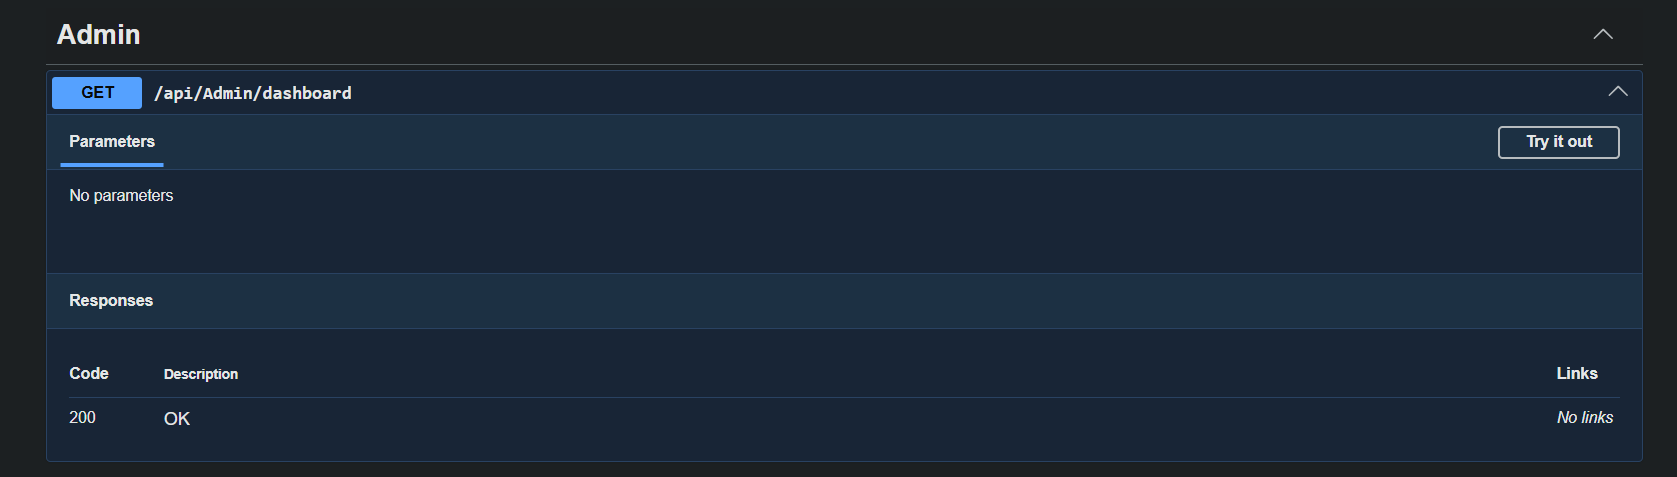 Admin
GET /api/Admin/dashboard
Parameters Try it out
No parameters
Responses
Code Description Links
200 OK No links